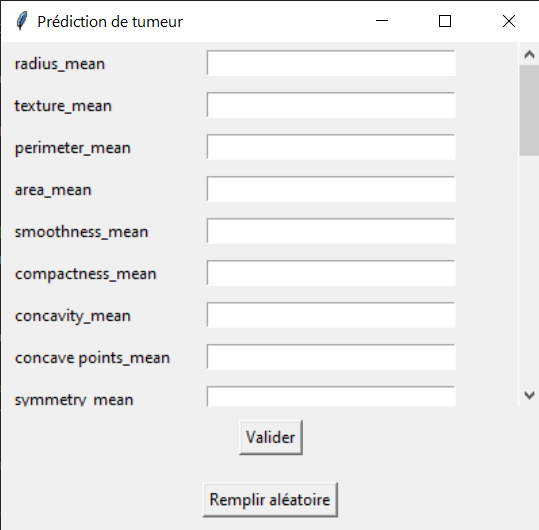 Prédiction de tumeur
radius_mean
texture_mean
perimeter_mean
area_mean
smoothness_mean
compactness_mean
concavity_mean
concave points_mean
symmetry_mean
Valider
Remplir aléatoire